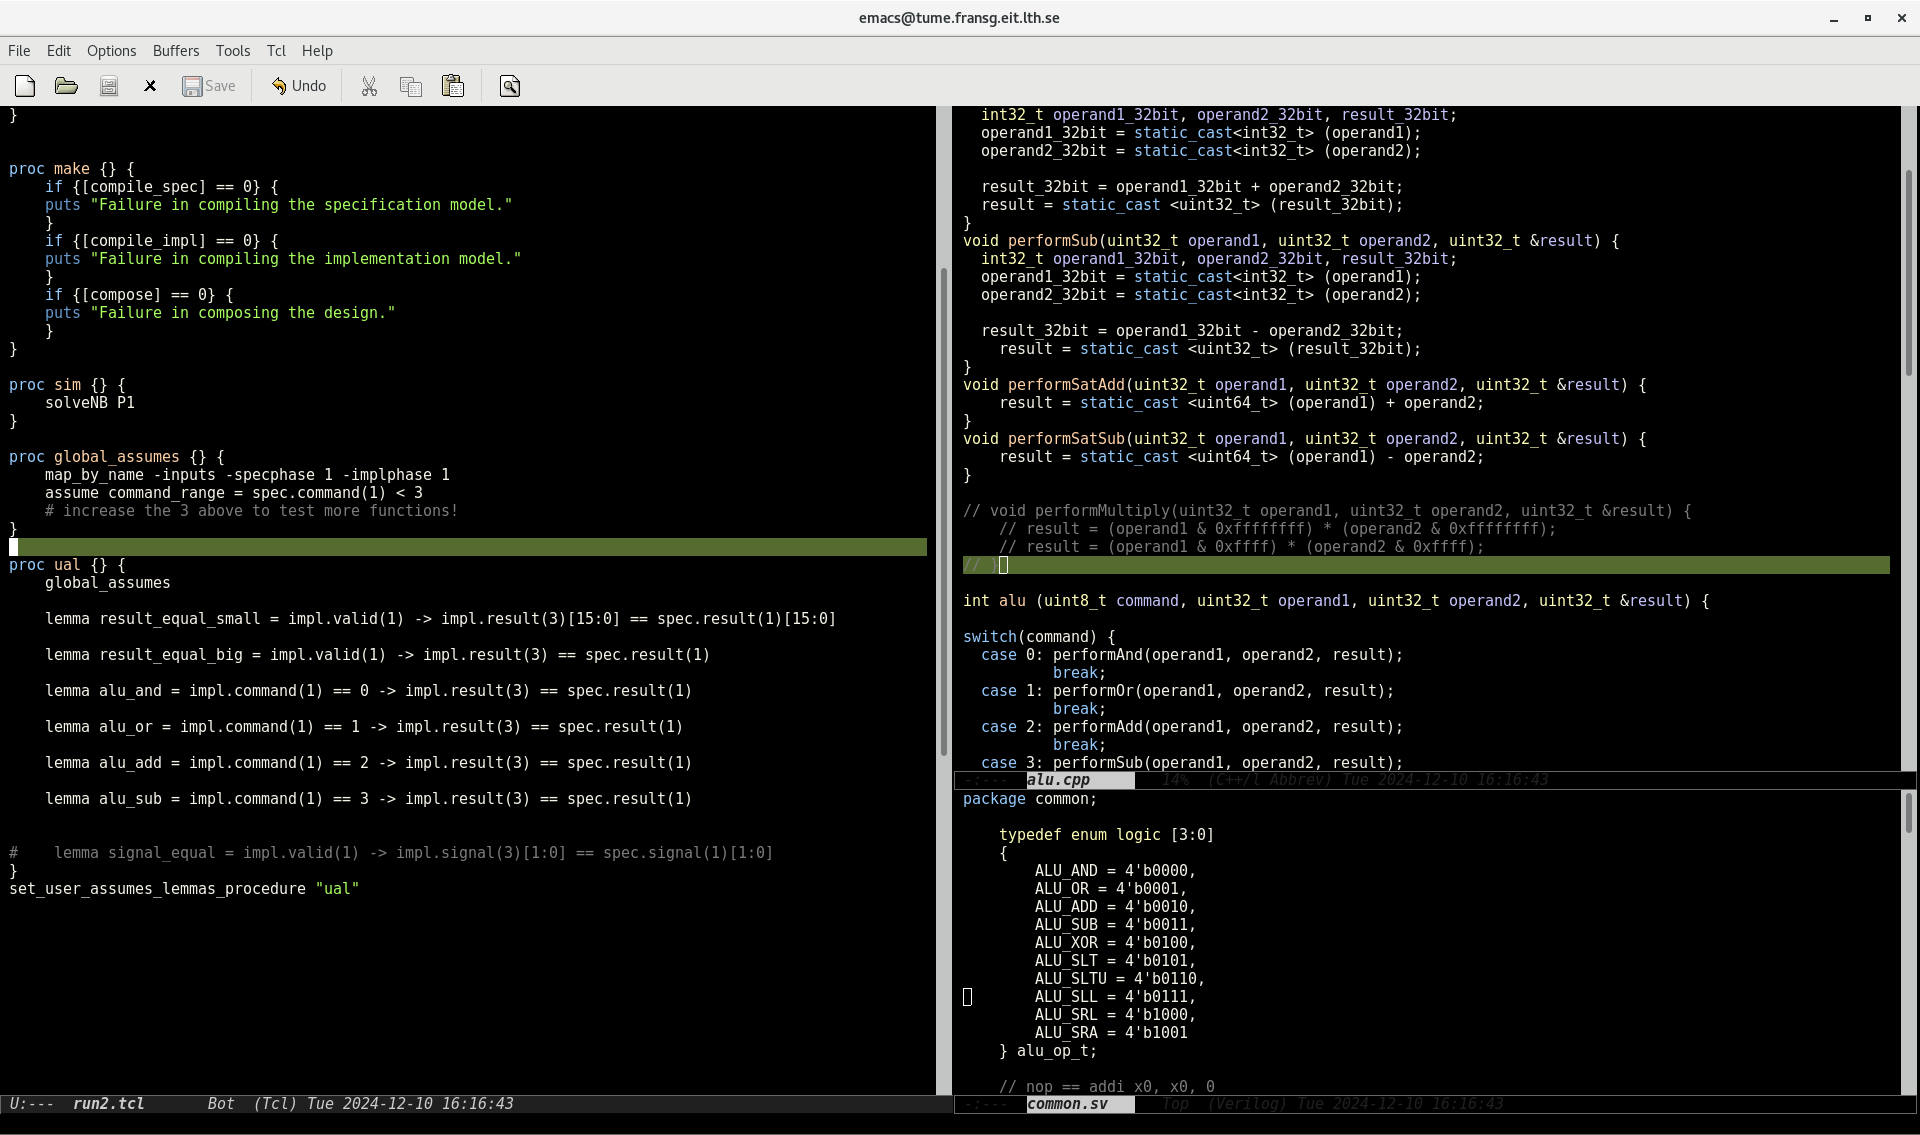 emacs@tume.fransg.eit.lth.se
File Edit Options Buffers Tools Tcl Help
Save Undo
}
proc make {} {
    if {[compile_spec] == 0} {
    puts "Failure in compiling the specification model."
    }
    if {[compile_impl] == 0} {
    puts "Failure in compiling the implementation model."
    }
    if {[compose] == 0} {
    puts "Failure in composing the design."
    }
}
proc sim {} {
    solveNB P1
}
proc global_assumes {} {
    map_by_name -inputs -specphase 1 -implphase 1
    assume command_range = spec.command(1) < 3
    # increase the 3 above to test more functions!
}
proc ual {} {
    global_assumes
    lemma result_equal_small = impl.valid(1) -> impl.result(3)[15:0] == spec.result(1)[15:0]
    lemma result_equal_big = impl.valid(1) -> impl.result(3) == spec.result(1)
    lemma alu_and = impl.command(1) == 0 -> impl.result(3) == spec.result(1)
    lemma alu_or = impl.command(1) == 1 -> impl.result(3) == spec.result(1)
    lemma alu_add = impl.command(1) == 2 -> impl.result(3) == spec.result(1)
    lemma alu_sub = impl.command(1) == 3 -> impl.result(3) == spec.result(1)
#    lemma signal_equal = impl.valid(1) -> impl.signal(3)[1:0] == spec.signal(1)[1:0]
}
set_user_assumes_lemmas_procedure "ual"
U:--- run2.tcl Bot (Tcl) Tue 2024-12-10 16:16:43
  int32_t operand1_32bit, operand2_32bit, result_32bit;
  operand1_32bit = static_cast<int32_t> (operand1);
  operand2_32bit = static_cast<int32_t> (operand2);
  result_32bit = operand1_32bit + operand2_32bit;
  result = static_cast <uint32_t> (result_32bit);
}
void performSub(uint32_t operand1, uint32_t operand2, uint32_t &result) {
  int32_t operand1_32bit, operand2_32bit, result_32bit;
  operand1_32bit = static_cast<int32_t> (operand1);
  operand2_32bit = static_cast<int32_t> (operand2);
  result_32bit = operand1_32bit - operand2_32bit;
    result = static_cast <uint32_t> (result_32bit);
}
void performSatAdd(uint32_t operand1, uint32_t operand2, uint32_t &result) {
    result = static_cast <uint64_t> (operand1) + operand2;
}
void performSatSub(uint32_t operand1, uint32_t operand2, uint32_t &result) {
    result = static_cast <uint64_t> (operand1) - operand2;
}
// void performMultiply(uint32_t operand1, uint32_t operand2, uint32_t &result) {
    // result = (operand1 & 0xffffffff) * (operand2 & 0xffffffff);
    // result = (operand1 & 0xffff) * (operand2 & 0xffff);
// }
int alu (uint8_t command, uint32_t operand1, uint32_t operand2, uint32_t &result) {
switch(command) {
  case 0: performAnd(operand1, operand2, result);
          break;
  case 1: performOr(operand1, operand2, result);
          break;
  case 2: performAdd(operand1, operand2, result);
          break;
  case 3: performSub(operand1, operand2, result);
-:--- alu.cpp 14% (C++/l Abbrev) Tue 2024-12-10 16:16:43
package common;
    typedef enum logic [3:0]
    {
        ALU_AND = 4'b0000,
        ALU_OR = 4'b0001,
        ALU_ADD = 4'b0010,
        ALU_SUB = 4'b0011,
        ALU_XOR = 4'b0100,
        ALU_SLT = 4'b0101,
        ALU_SLTU = 4'b0110,
        ALU_SLL = 4'b0111,
        ALU_SRL = 4'b1000,
        ALU_SRA = 4'b1001
    } alu_op_t;
    // nop == addi x0, x0, 0
-:--- common.sv Top (Verilog) Tue 2024-12-10 16:16:43